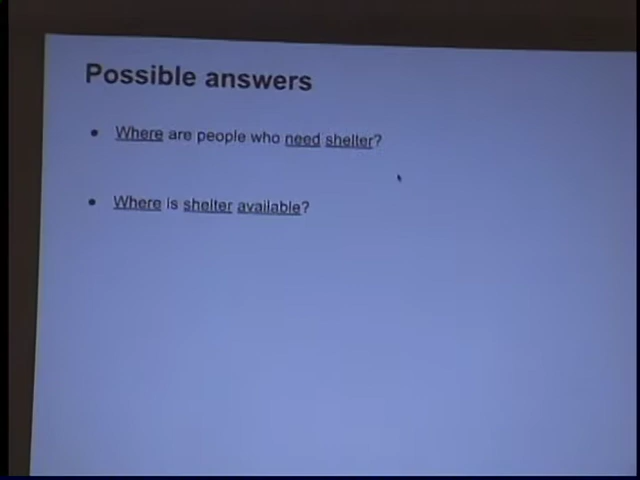 Possible answers
• Where are people who need shelter?
• Where is shelter available?